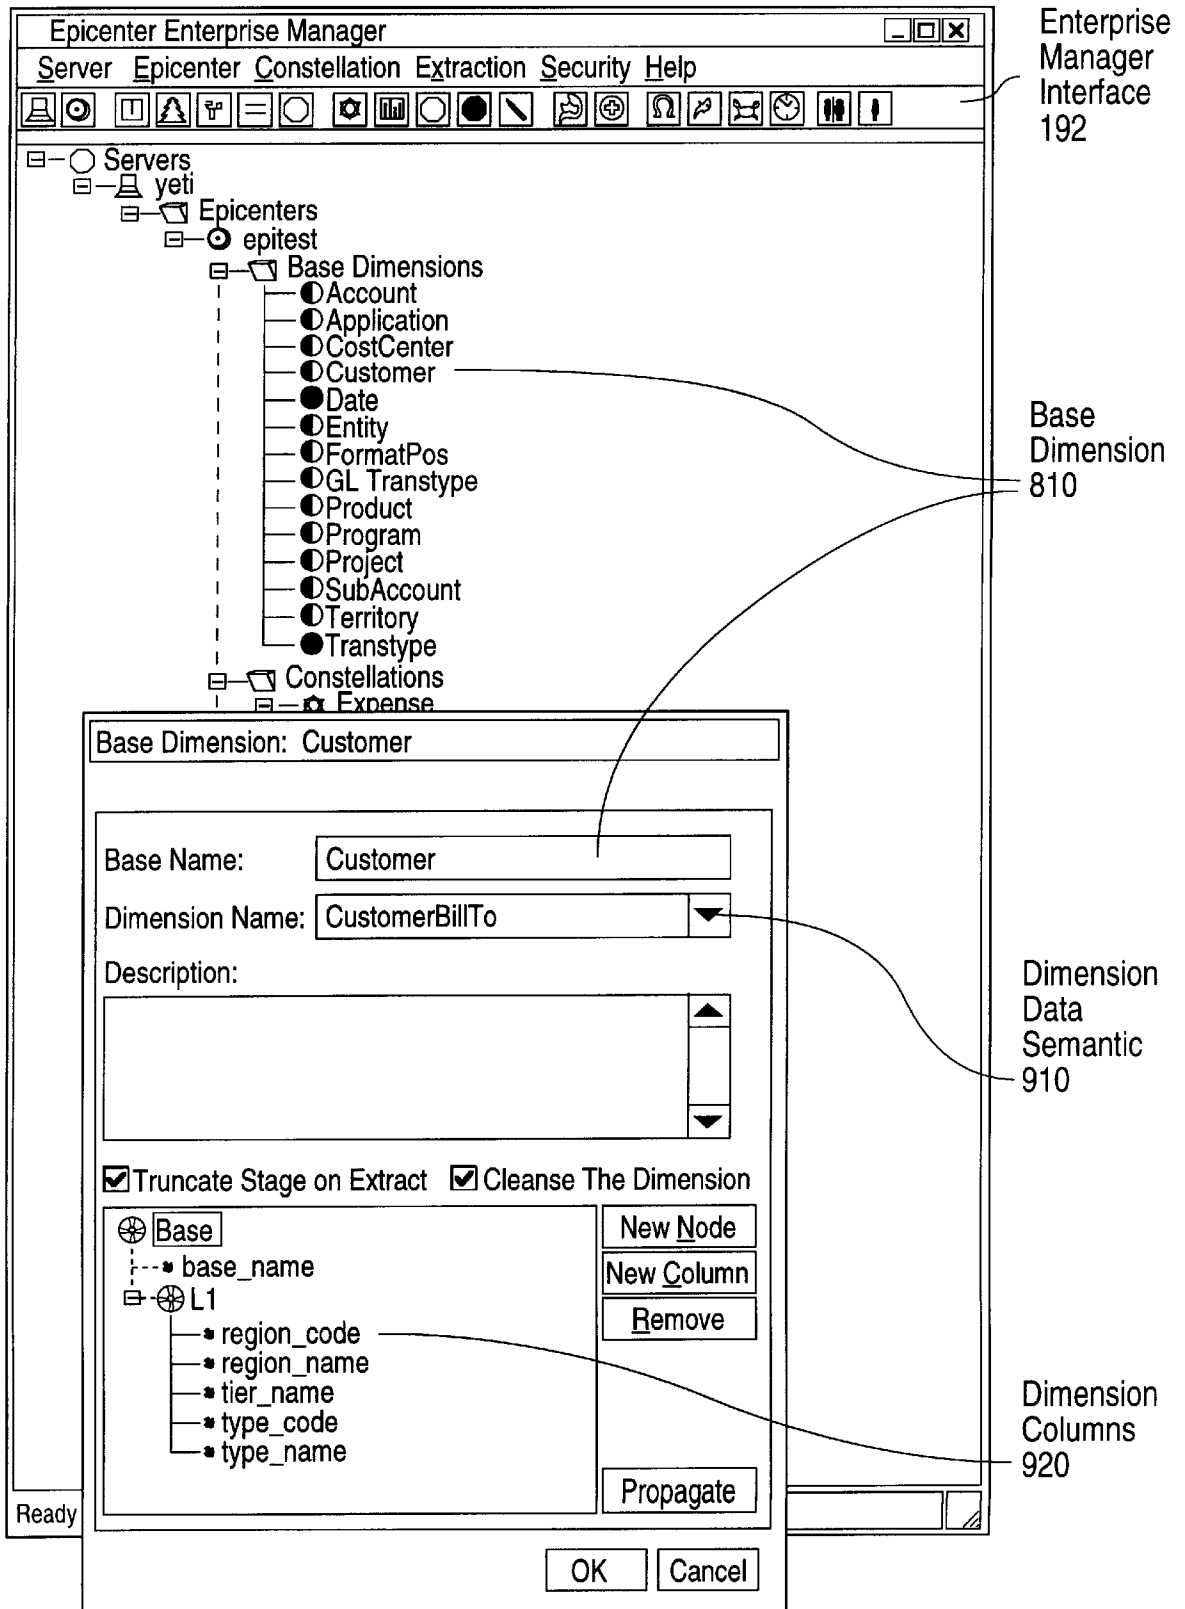 Epicenter Enterprise Manager
Server Epicenter Constellation Extraction Security Help
Enterprise
Manager
Interface
192
Servers
yeti
Epicenters
epitest
Base Dimensions
Account
Application
CostCenter
Customer
Date
Entity
FormatPos
GL Transtype
Product
Program
Project
SubAccount
Territory
Transtype
Constellations
Expense
Base
Dimension
810
Base Dimension: Customer
Base Name: Customer
Dimension Name: CustomerBillTo
Description:
Dimension
Data
Semantic
910
Truncate Stage on Extract Cleanse The Dimension
Base
base_name
L1
region_code
region_name
tier_name
type_code
type_name
New Node
New Column
Remove
Propagate
Dimension
Columns
920
Ready
OK Cancel